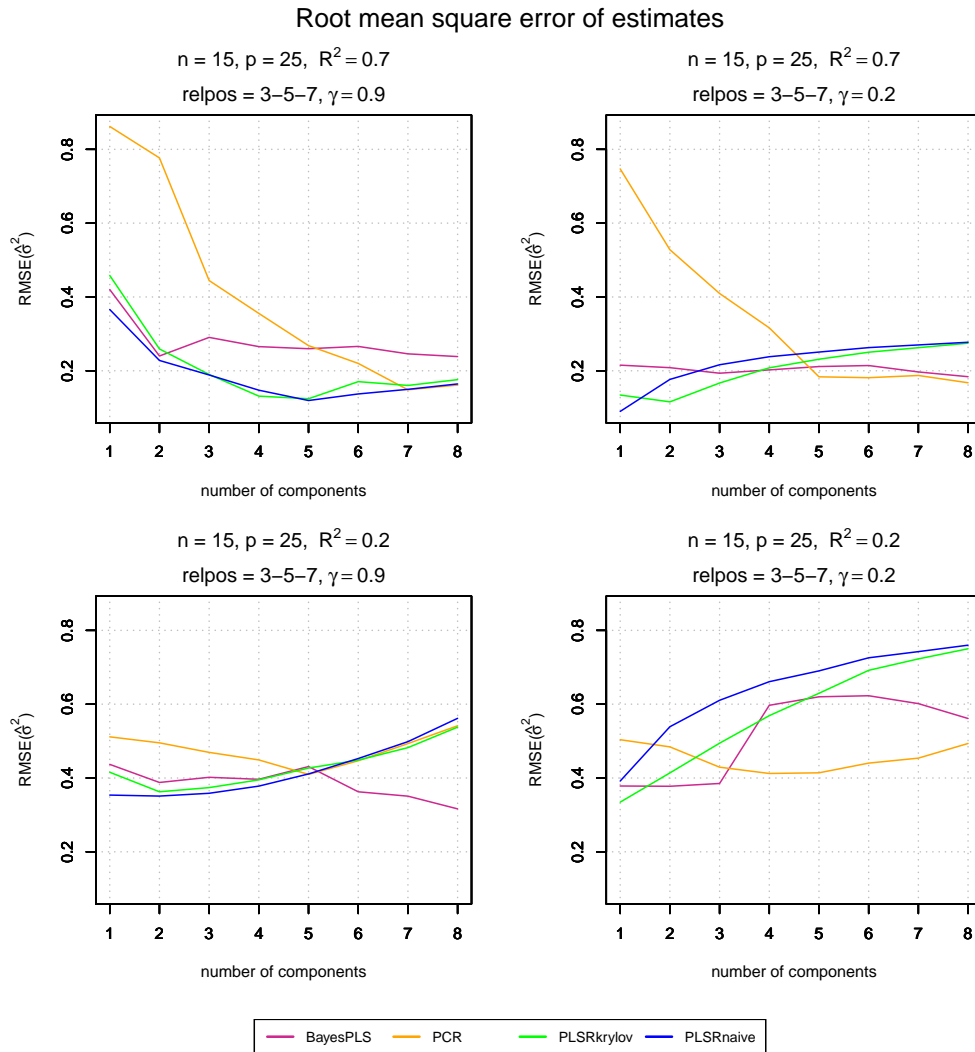 Root mean square error of estimates
n = 15, p = 25, R² = 0.7
relpos = 3−5−7, γ = 0.9
RMSE(σ̂²)
0.8
0.6
0.4
0.2
1 2 3 4 5 6 7 8
number of components
n = 15, p = 25, R² = 0.7
relpos = 3−5−7, γ = 0.2
RMSE(σ̂²)
0.8
0.6
0.4
0.2
1 2 3 4 5 6 7 8
number of components
n = 15, p = 25, R² = 0.2
relpos = 3−5−7, γ = 0.9
RMSE(σ̂²)
0.8
0.6
0.4
0.2
1 2 3 4 5 6 7 8
number of components
n = 15, p = 25, R² = 0.2
relpos = 3−5−7, γ = 0.2
RMSE(σ̂²)
0.8
0.6
0.4
0.2
1 2 3 4 5 6 7 8
number of components
BayesPLS PCR PLSRkrylov PLSRnaive